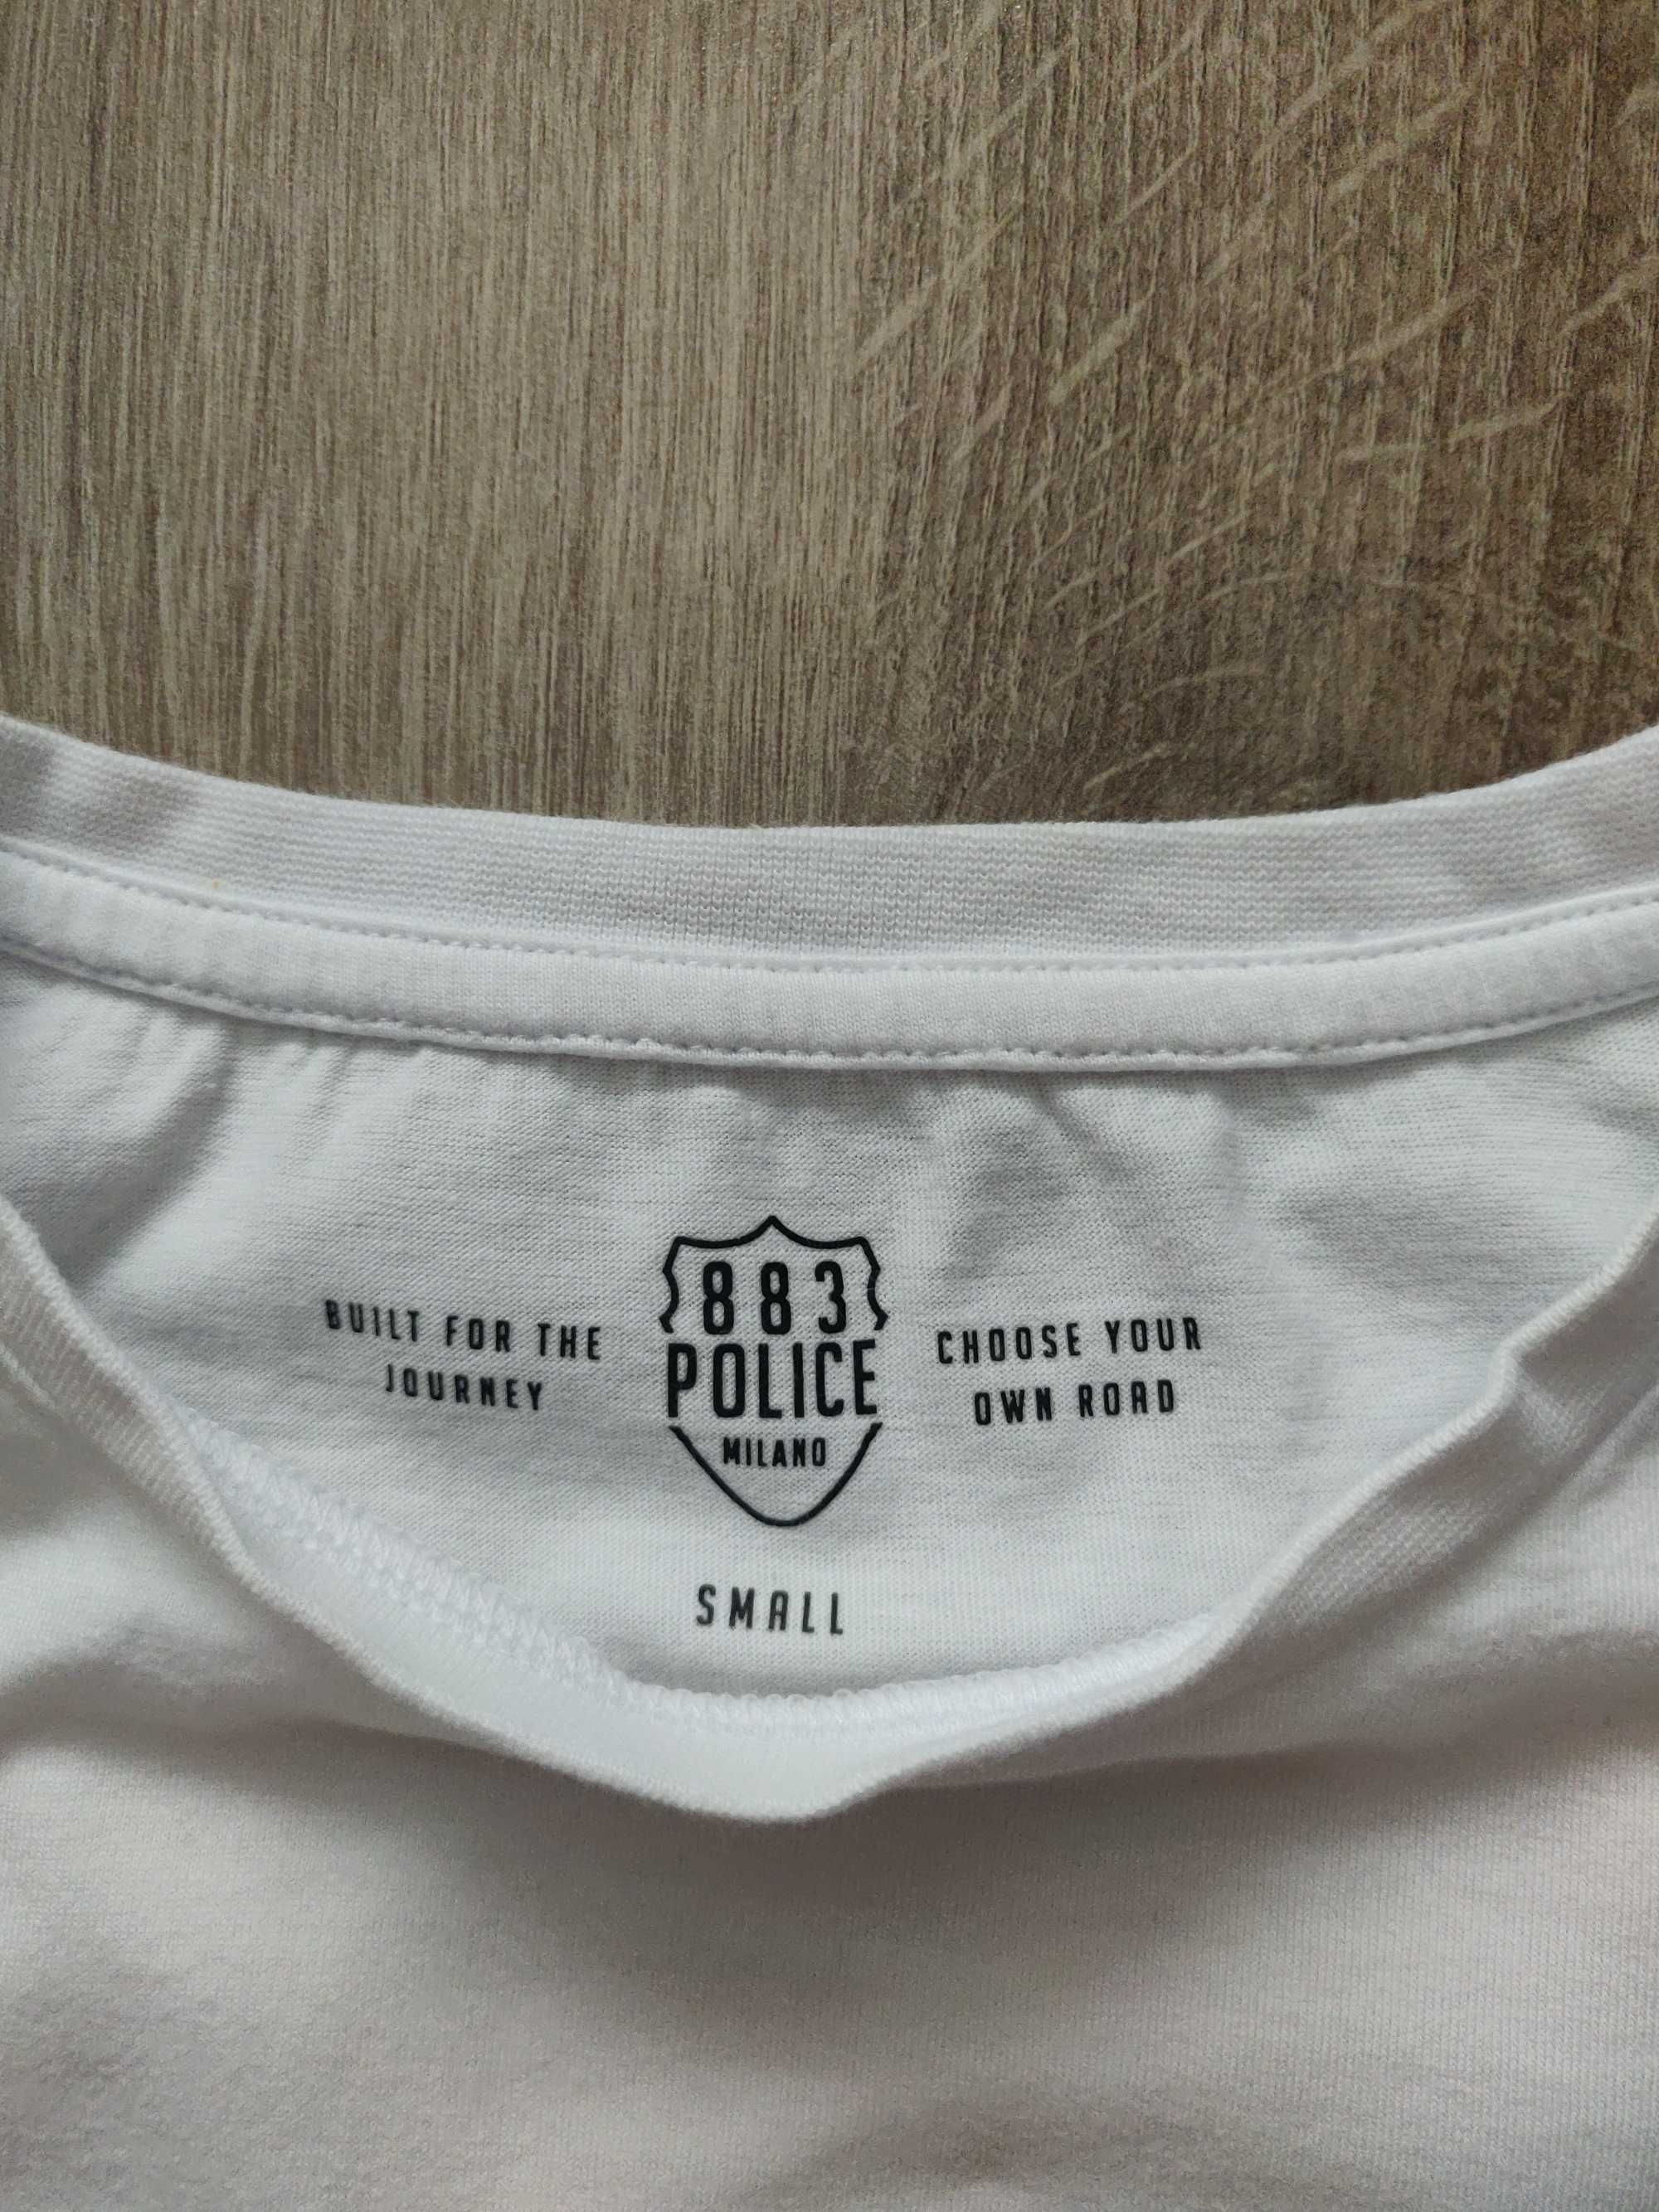 BUILT FOR THE
JOURNEY
883
POLICE
MILANO
CHOOSE YOUR
OWN ROAD
SMALL